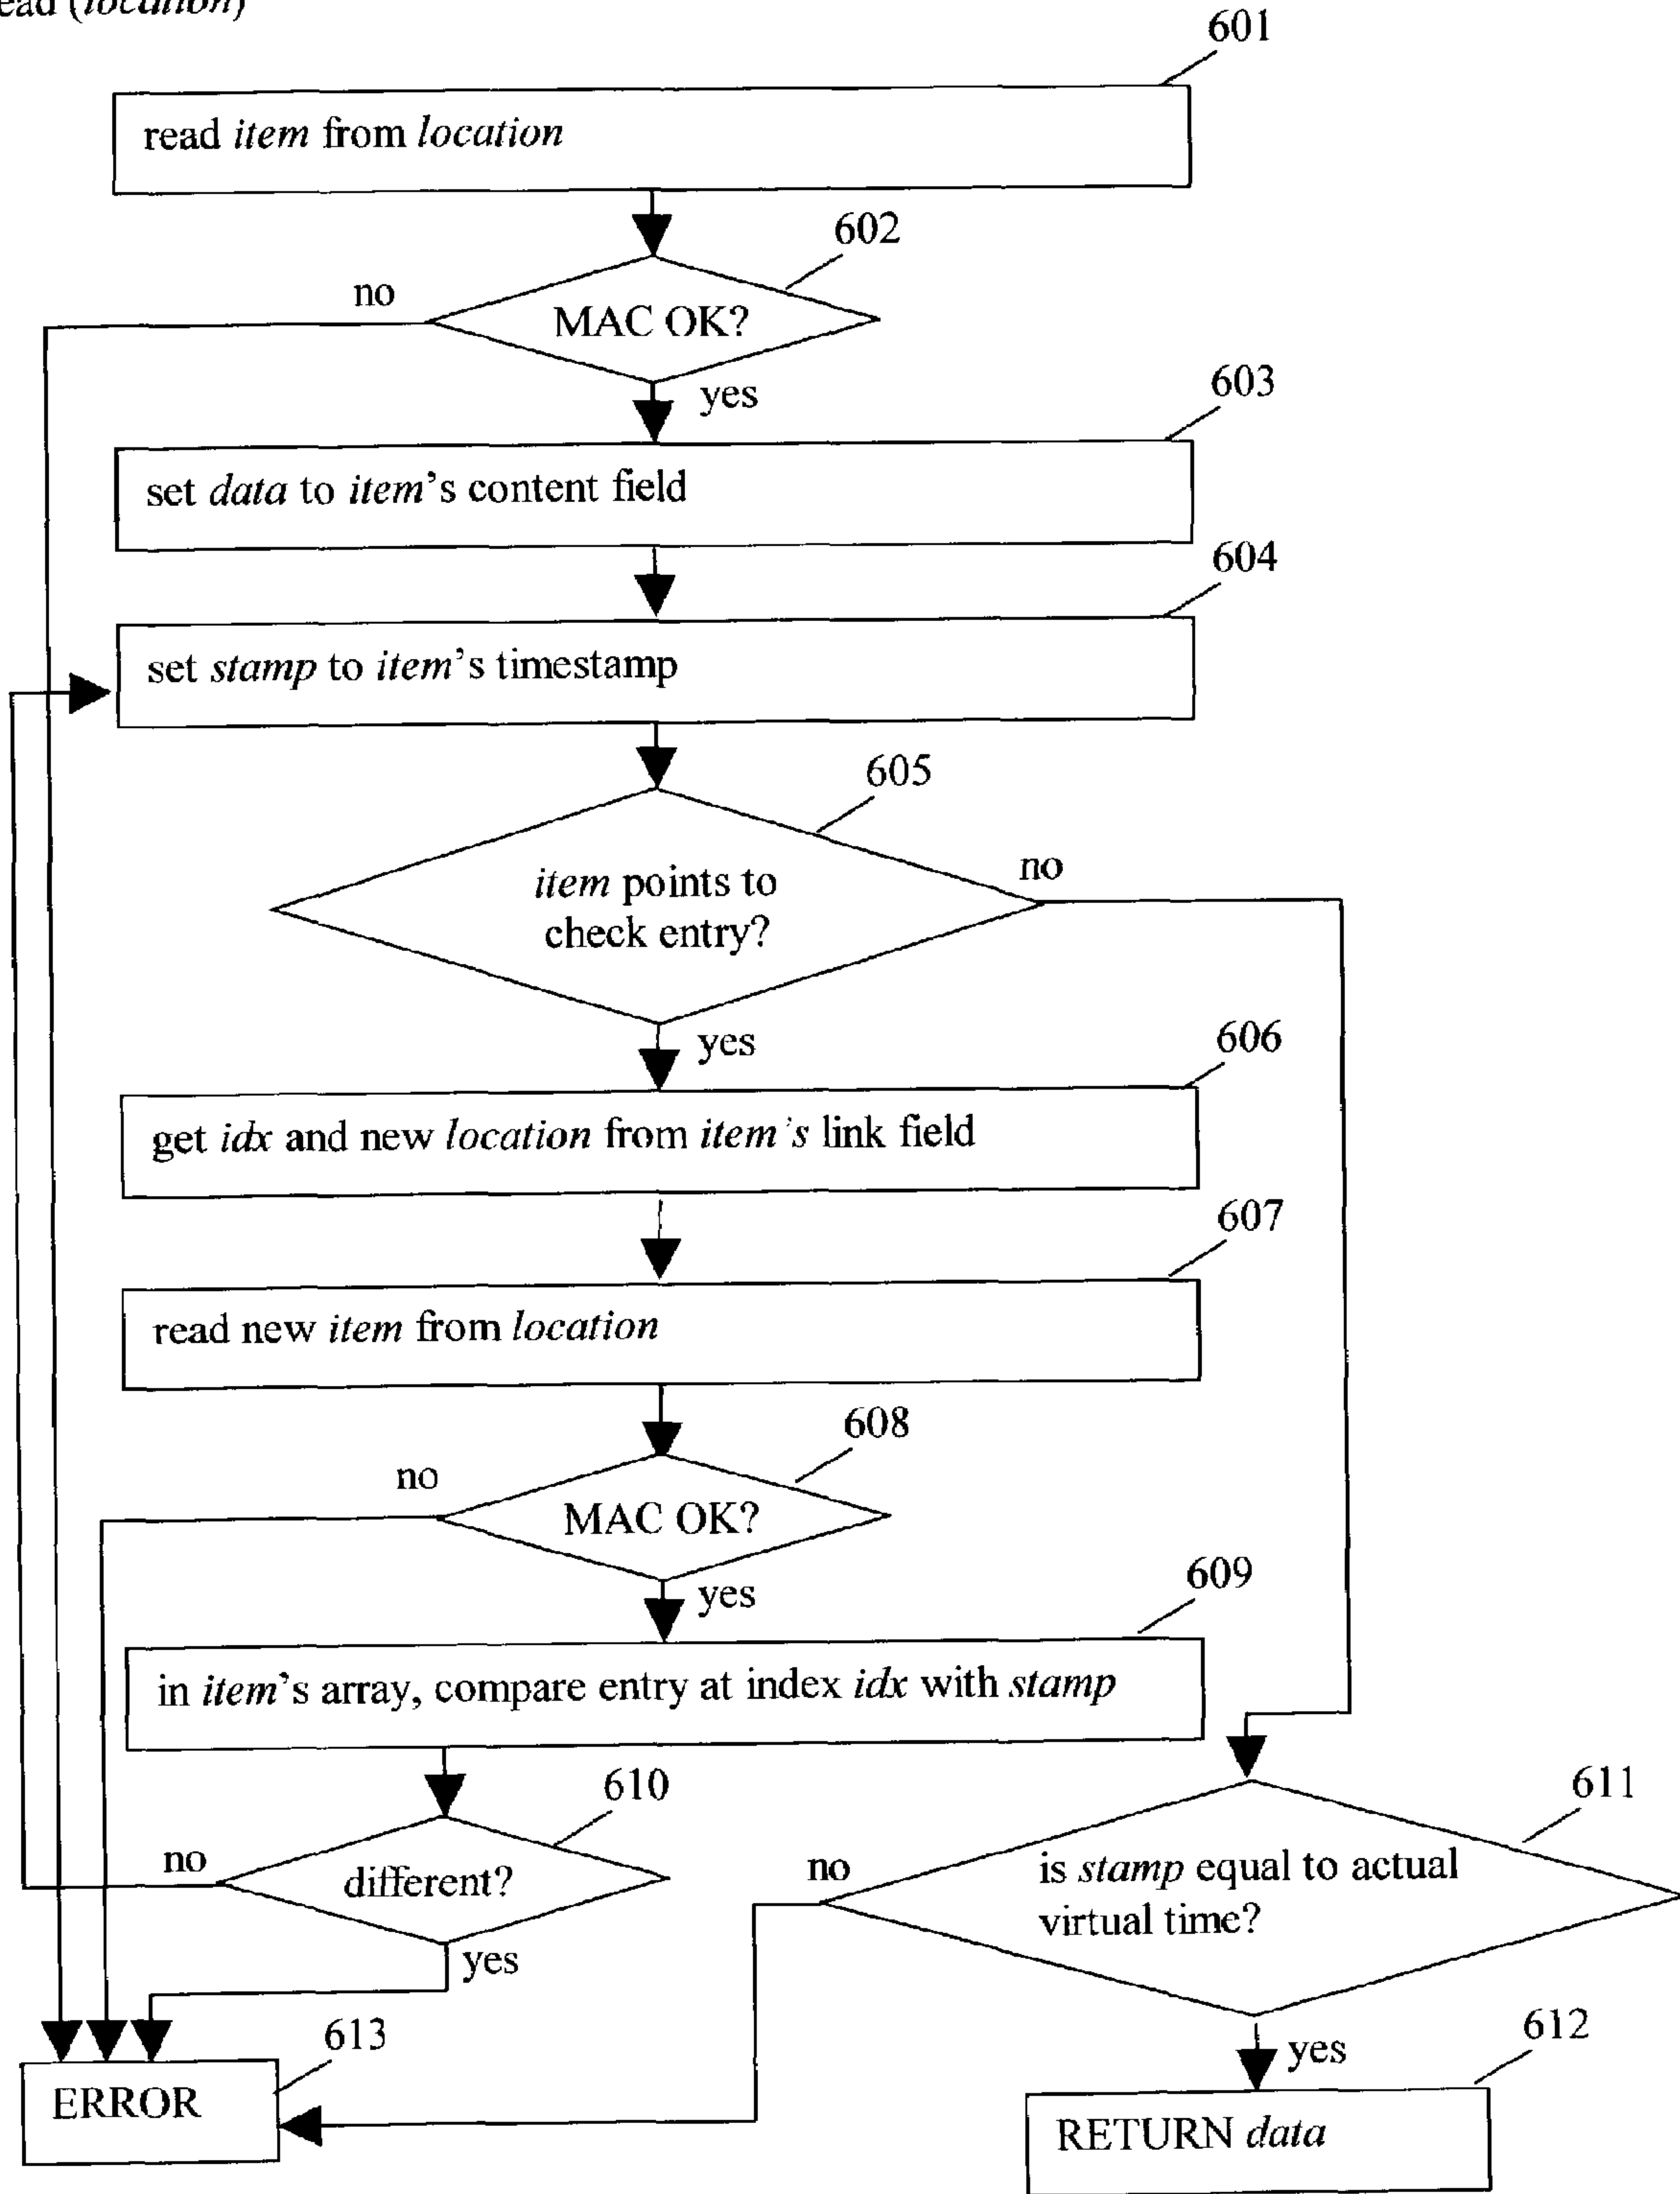 (location)
601
read item from location
602
no
MAC OK?
yes
603
set data to item's content field
604
set stamp to item's timestamp
605
no
item points to
check entry?
yes
606
get idx and new location from item's link field
607
read new item from location
608
no
MAC OK?
yes
609
in item's array, compare entry at index idx with stamp
610
611
no
different?
no
is stamp equal to actual
virtual time?
yes
613
612
yes
ERROR
RETURN data